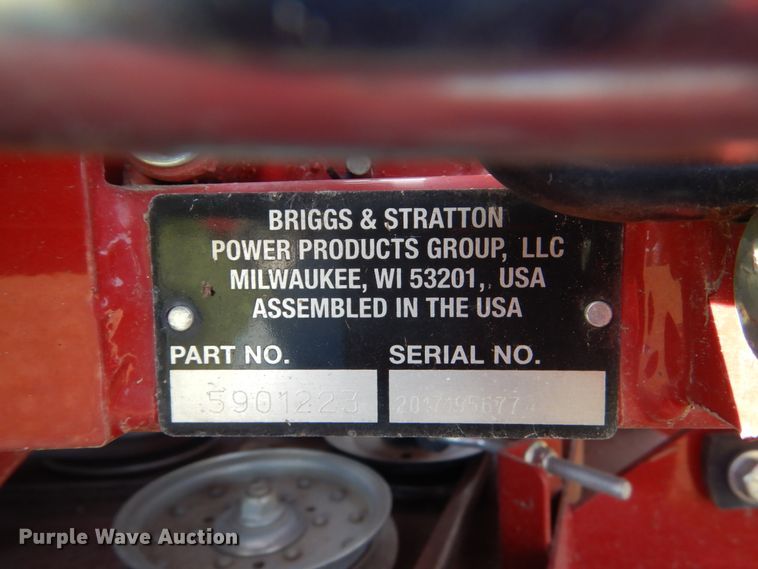 BRIGGS & STRATTON
POWER PRODUCTS GROUP, LLC
MILWAUKEE, WI 53201, USA
ASSEMBLED IN THE USA
PART NO. SERIAL NO.
5901223
Purple Wave Auction